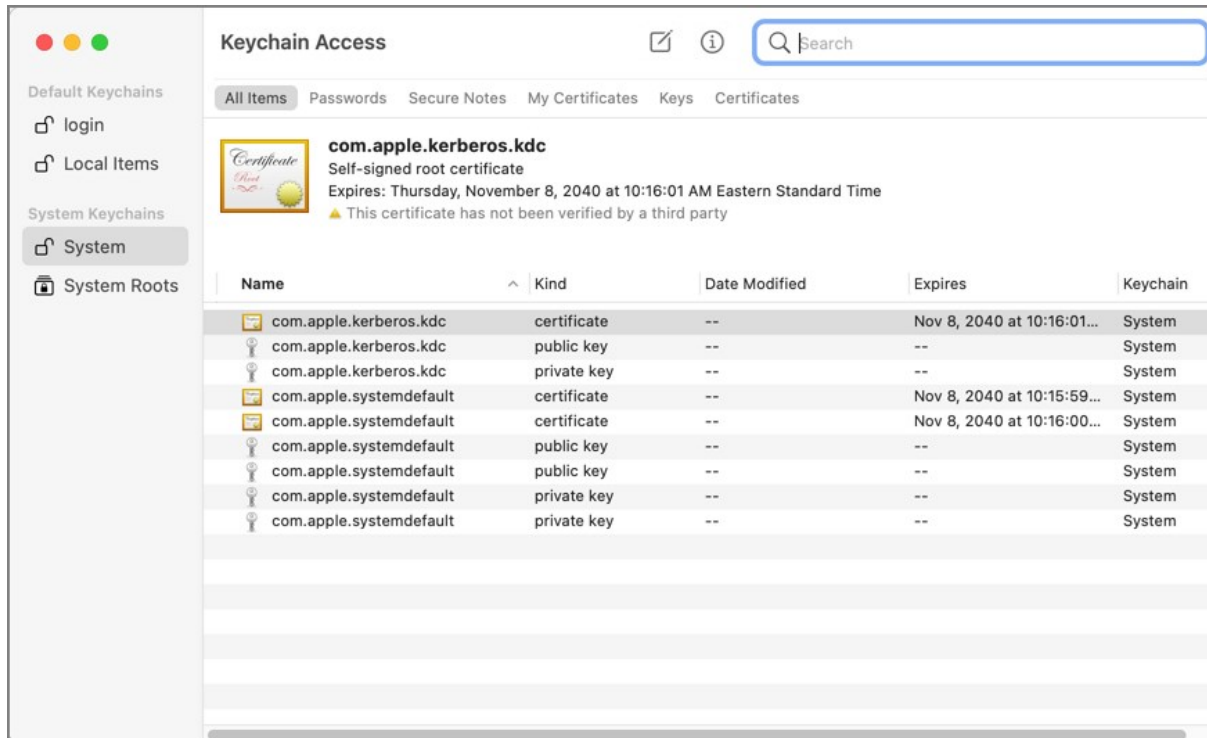 Keychain Access
Search
Default Keychains
login
Local Items
System Keychains
System
System Roots
All Items Passwords Secure Notes My Certificates Keys Certificates
Certificate
Root
com.apple.kerberos.kdc
Self-signed root certificate
Expires: Thursday, November 8, 2040 at 10:16:01 AM Eastern Standard Time
This certificate has not been verified by a third party
Name Kind Date Modified Expires Keychain
com.apple.kerberos.kdc certificate -- Nov 8, 2040 at 10:16:01... System
com.apple.kerberos.kdc public key -- -- System
com.apple.kerberos.kdc private key -- -- System
com.apple.systemdefault certificate -- Nov 8, 2040 at 10:15:59... System
com.apple.systemdefault certificate -- Nov 8, 2040 at 10:16:00... System
com.apple.systemdefault public key -- -- System
com.apple.systemdefault public key -- -- System
com.apple.systemdefault private key -- -- System
com.apple.systemdefault private key -- -- System